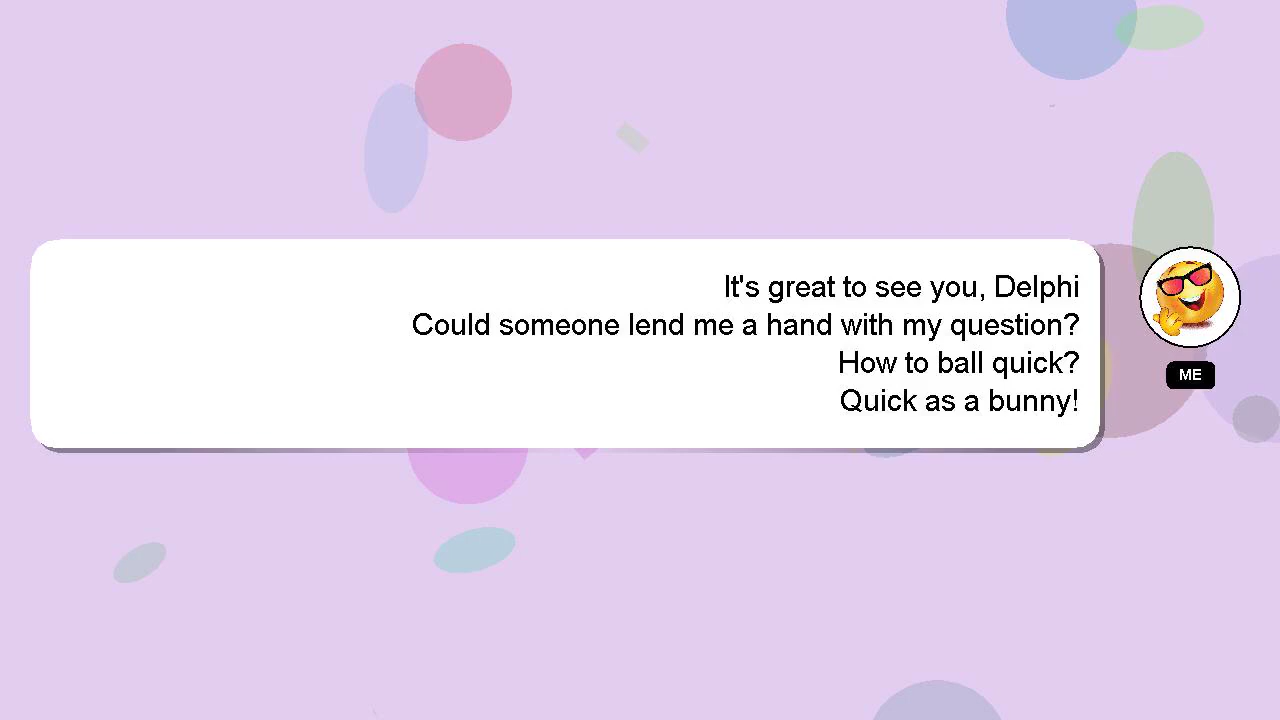 It's great to see you, Delphi
Could someone lend me a hand with my question?
How to ball quick?
Quick as a bunny!
ME